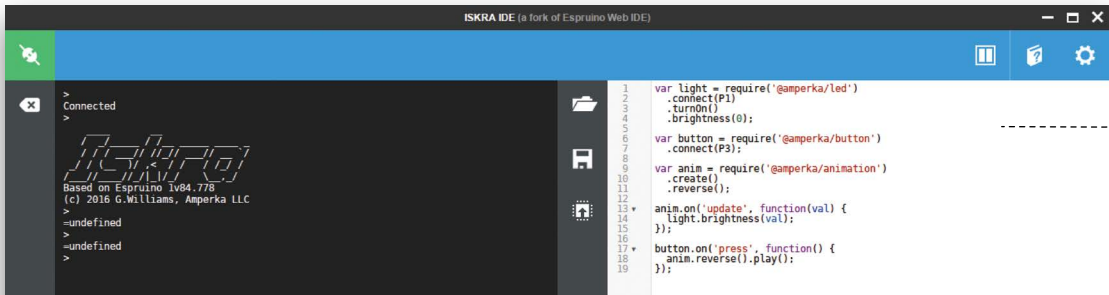 ISKRA IDE (a fork of Espruino Web IDE)
>
Connected
>
Iskra
Based on Espruino 1v84.778
(c) 2016 G.Williams, Amperka LLC
>
=undefined
>
=undefined
>
1 var light = require('@amperka/led')
2 .connect(P1)
3 .turnOn()
4 .brightness(0);
5
6 var button = require('@amperka/button')
7 .connect(P3);
8
9 var anim = require('@amperka/animation')
10 .create()
11 .reverse();
12
13 anim.on('update', function(val) {
14 light.brightness(val);
15 });
16
17 button.on('press', function() {
18 anim.reverse().play();
19 });